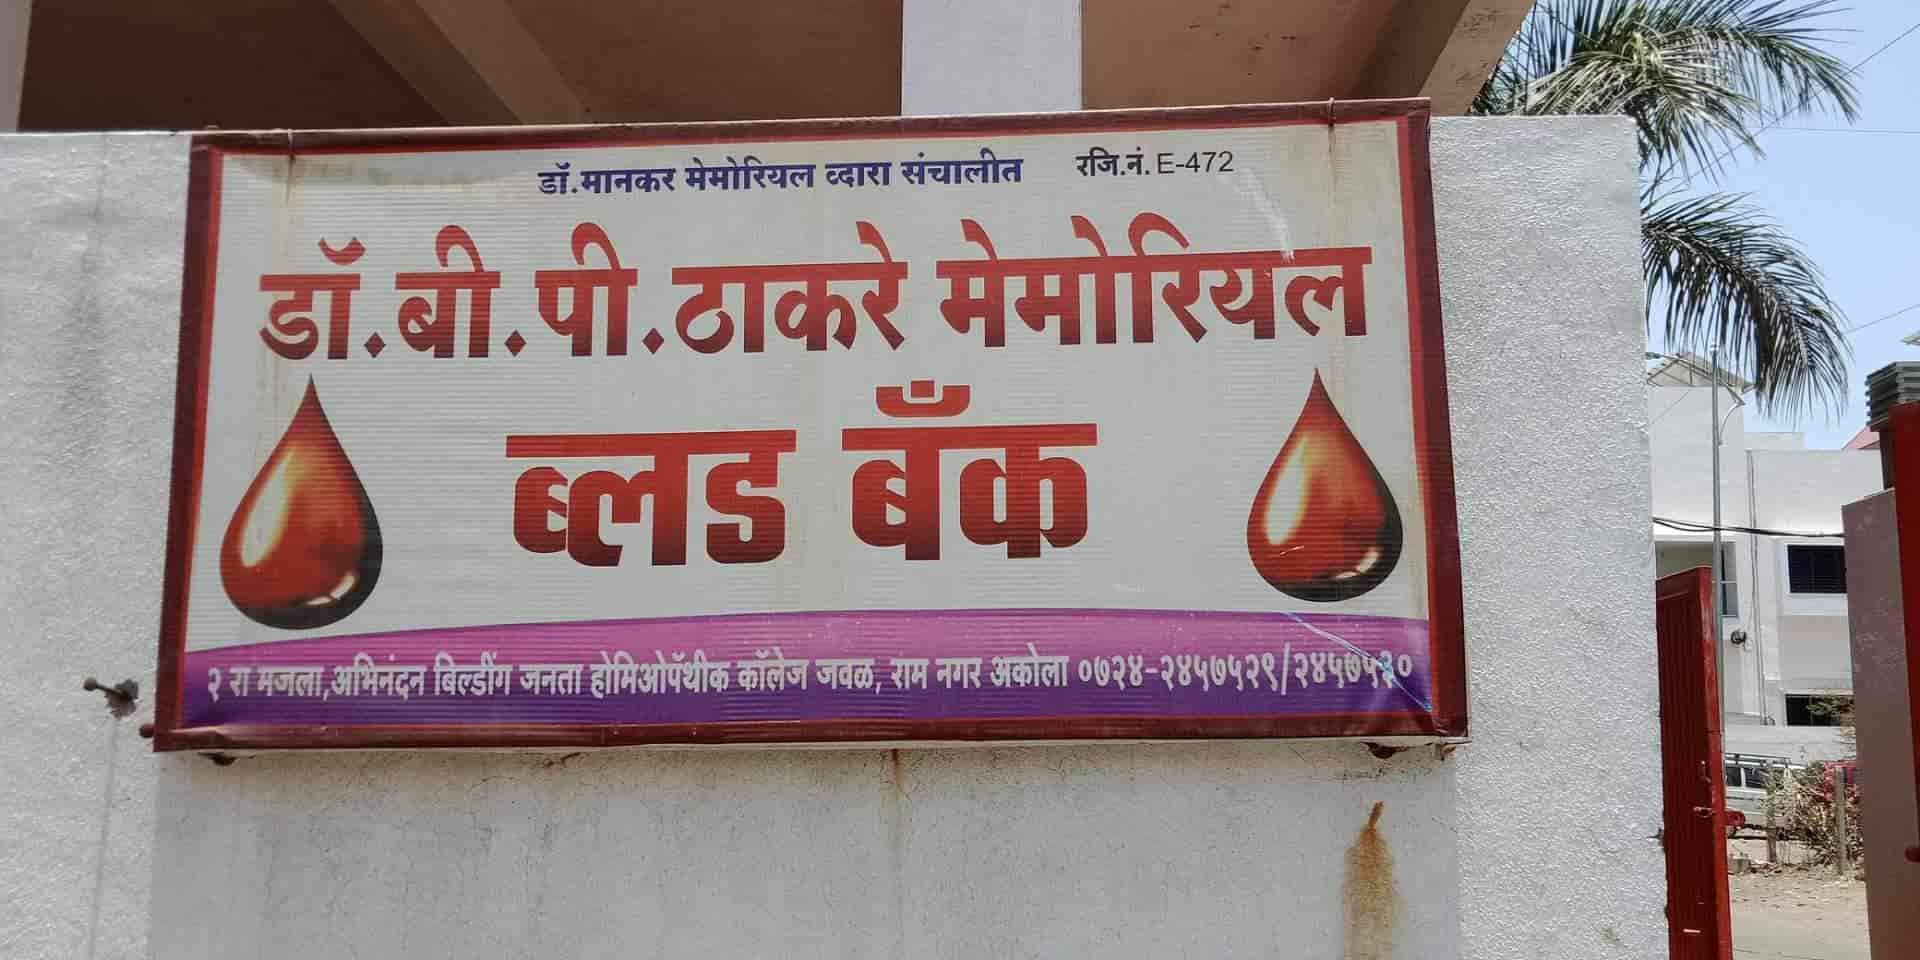 डॉ.मानकर मेमोरियल व्दारा संचालीत रजि.नं. E-472
डॉ.बी.पी.ठाकरे मेमोरियल
ब्लड बँक
२ रा मजला,अभिनंदन बिल्डींग जनता होमिओपॅथीक कॉलेज जवळ, राम नगर अकोला ०७२४-२४५७५२९/२४५७५३०